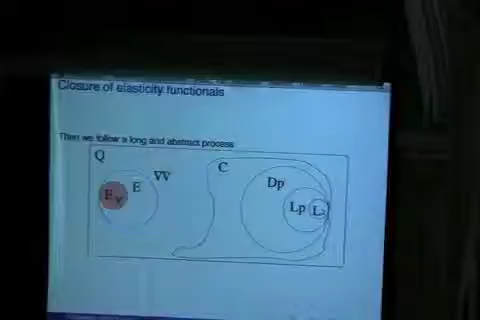 Closure of elasticity functionals
Then we follow a long and abstract process
Q
C
W
E
Dp
Lp